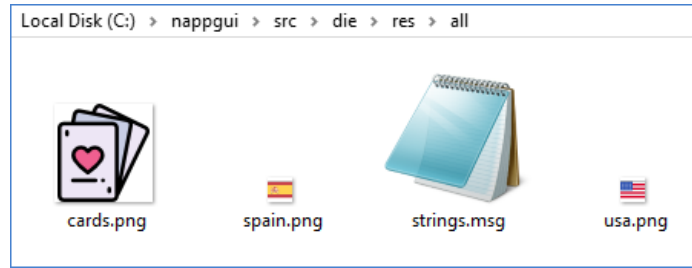 Local Disk (C:) > nappgui > src > die > res > all
cards.png
spain.png
strings.msg
usa.png